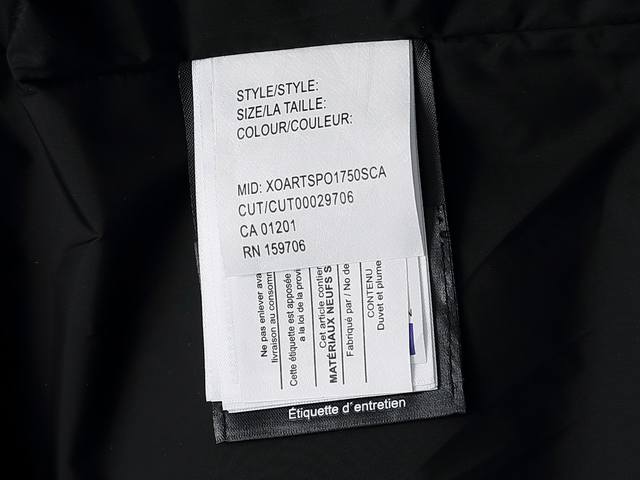 STYLE/STYLE:
SIZE/LA TAILLE:
COLOUR/COULEUR:
MID: XOARTSPO1750SCA
CUT/CUT00029706
CA 01201
RN 159706
Ne pas enlever ava
livraison au consomm
Cette étiquette est apposée
a la loi de la provi
Cet article contier
MATÉRIAUX NEUFS S
Fabriqué par / No de
CONTENU
Duvet et plume
Étiquette d'entretien